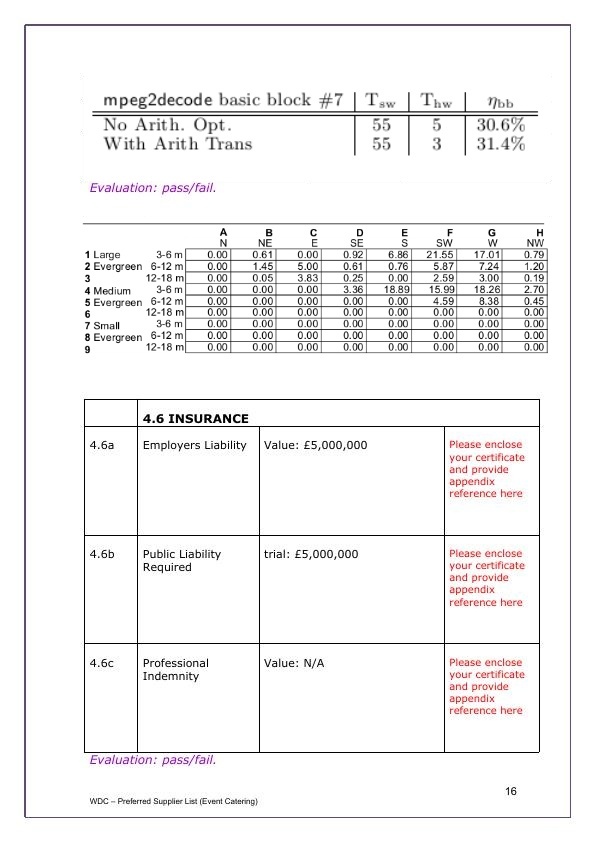 mpeg2decode basic block #7 Tsw Thw ηbb
No Arith. Opt. 55 5 30.6%
With Arith Trans 55 3 31.4%
Evaluation: pass/fail.
A B C D E F G H
N NE E SE S SW W NW
1 Large 3-6 m 0.00 0.61 0.00 0.92 6.86 21.55 17.01 0.79
2 Evergreen 6-12 m 0.00 1.45 5.00 0.61 0.76 5.87 7.24 1.20
3 12-18 m 0.00 0.05 3.83 0.25 0.00 2.59 3.00 0.19
4 Medium 3-6 m 0.00 0.00 0.00 3.36 18.89 15.99 18.26 2.70
5 Evergreen 6-12 m 0.00 0.00 0.00 0.00 0.00 4.59 8.38 0.45
6 12-18 m 0.00 0.00 0.00 0.00 0.00 0.00 0.00 0.00
7 Small 3-6 m 0.00 0.00 0.00 0.00 0.00 0.00 0.00 0.00
8 Evergreen 6-12 m 0.00 0.00 0.00 0.00 0.00 0.00 0.00 0.00
9 12-18 m 0.00 0.00 0.00 0.00 0.00 0.00 0.00 0.00
4.6 INSURANCE
4.6a Employers Liability Value: £5,000,000 Please enclose
your certificate
and provide
appendix
reference here
4.6b Public Liability trial: £5,000,000 Please enclose
Required your certificate
and provide
appendix
reference here
4.6c Professional Value: N/A Please enclose
Indemnity your certificate
and provide
appendix
reference here
Evaluation: pass/fail.
16
WDC – Preferred Supplier List (Event Catering)